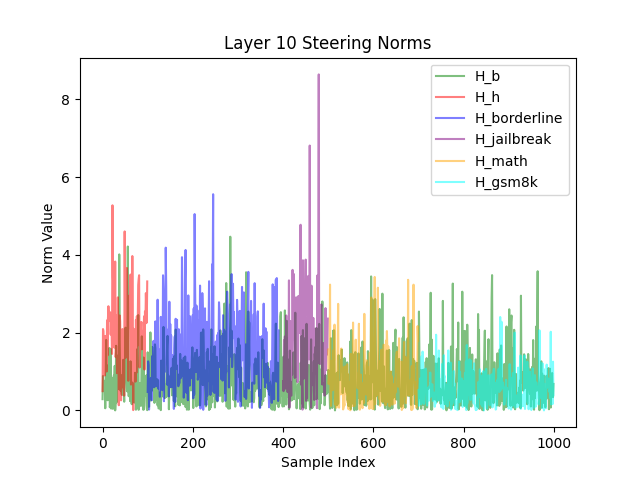 Layer 10 Steering Norms
H_b
H_h
H_borderline
H_jailbreak
H_math
H_gsm8k
Norm Value
8
6
4
2
0
0
200
400
600
800
1000
Sample Index